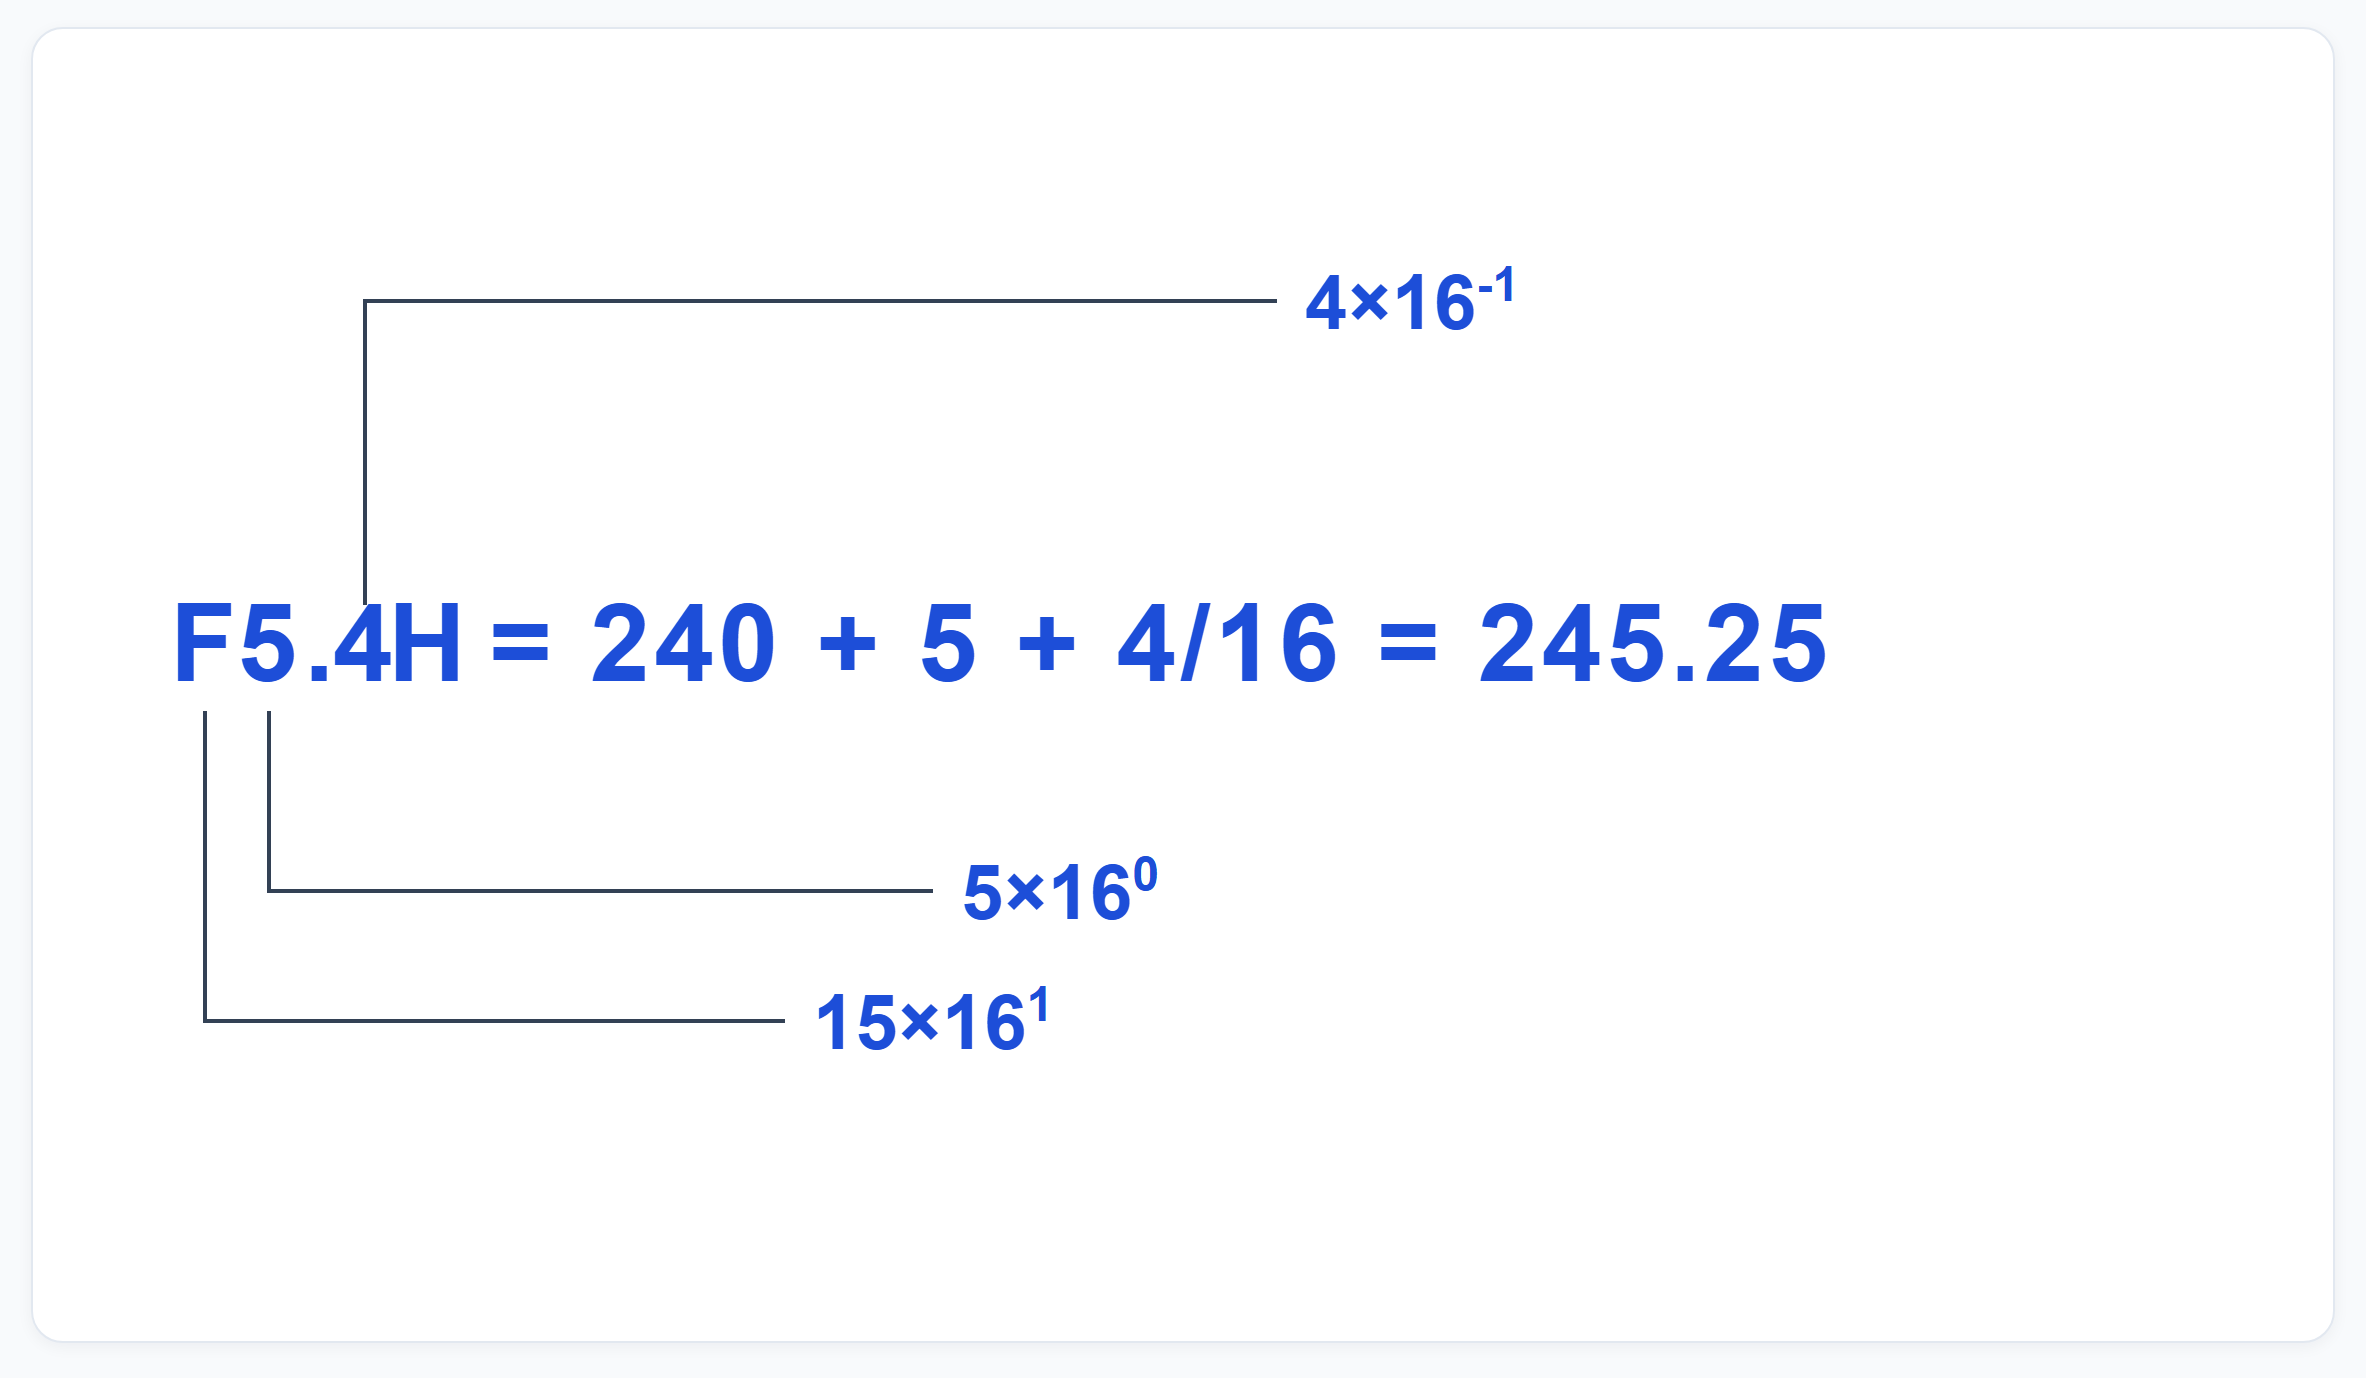 4×16⁻¹
F5.4H = 240 + 5 + 4/16 = 245.25
5×16⁰
15×16¹